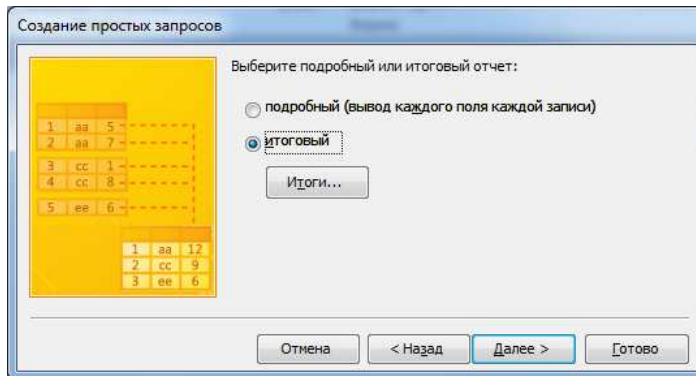 Создание простых запросов
Выберите подробный или итоговый отчет:
подробный (вывод каждого поля каждой записи)
итоговый
Итоги...
1 aa 5
2 aa 7
3 cc 1
4 cc 8
5 ee 6
1 aa 12
2 cc 9
3 ee 6
Отмена
< Назад
Далее >
Готово